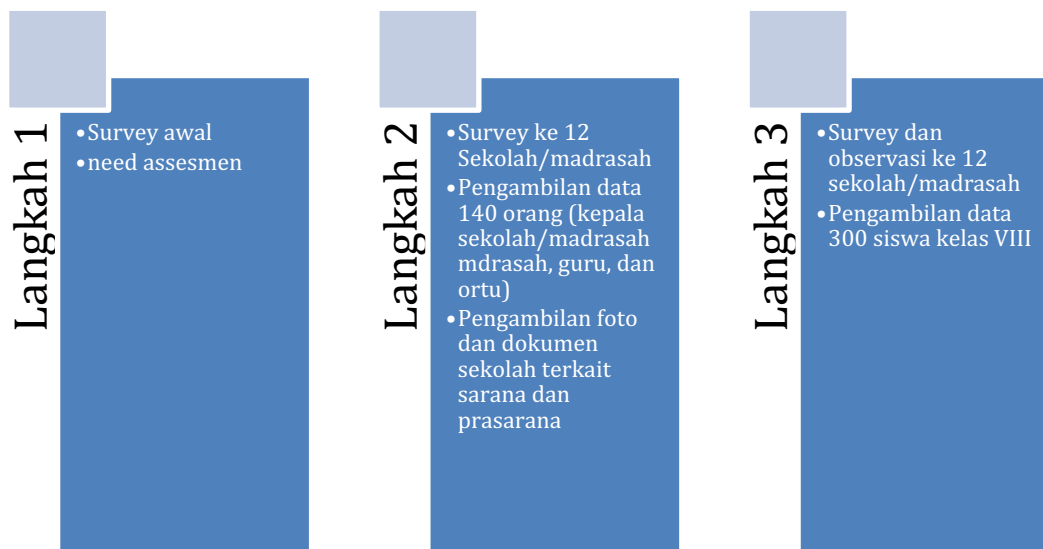 Langkah 1
•Survey awal
•need assesmen
Langkah 2
•Survey ke 12
Sekolah/madrasah
•Pengambilan data
140 orang (kepala
sekolah/madrasah
mdrasah, guru, dan
ortu)
•Pengambilan foto
dan dokumen
sekolah terkait
sarana dan
prasarana
Langkah 3
•Survey dan
observasi ke 12
sekolah/madrasah
•Pengambilan data
300 siswa kelas VIII